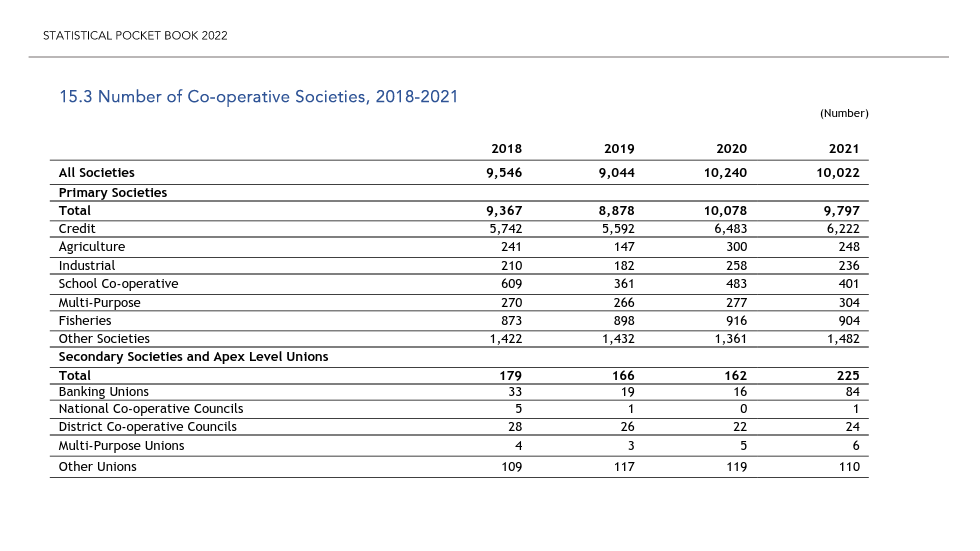 STATISTICAL POCKET BOOK 2022
15.3 Number of Co-operative Societies, 2018-2021
(Number)
2018 2019 2020 2021
All Societies 9,546 9,044 10,240 10,022
Primary Societies
Total 9,367 8,878 10,078 9,797
Credit 5,742 5,592 6,483 6,222
Agriculture 241 147 300 248
Industrial 210 182 258 236
School Co-operative 609 361 483 401
Multi-Purpose 270 266 277 304
Fisheries 873 898 916 904
Other Societies 1,422 1,432 1,361 1,482
Secondary Societies and Apex Level Unions
Total 179 166 162 225
Banking Unions 33 19 16 84
National Co-operative Councils 5 1 0 1
District Co-operative Councils 28 26 22 24
Multi-Purpose Unions 4 3 5 6
Other Unions 109 117 119 110